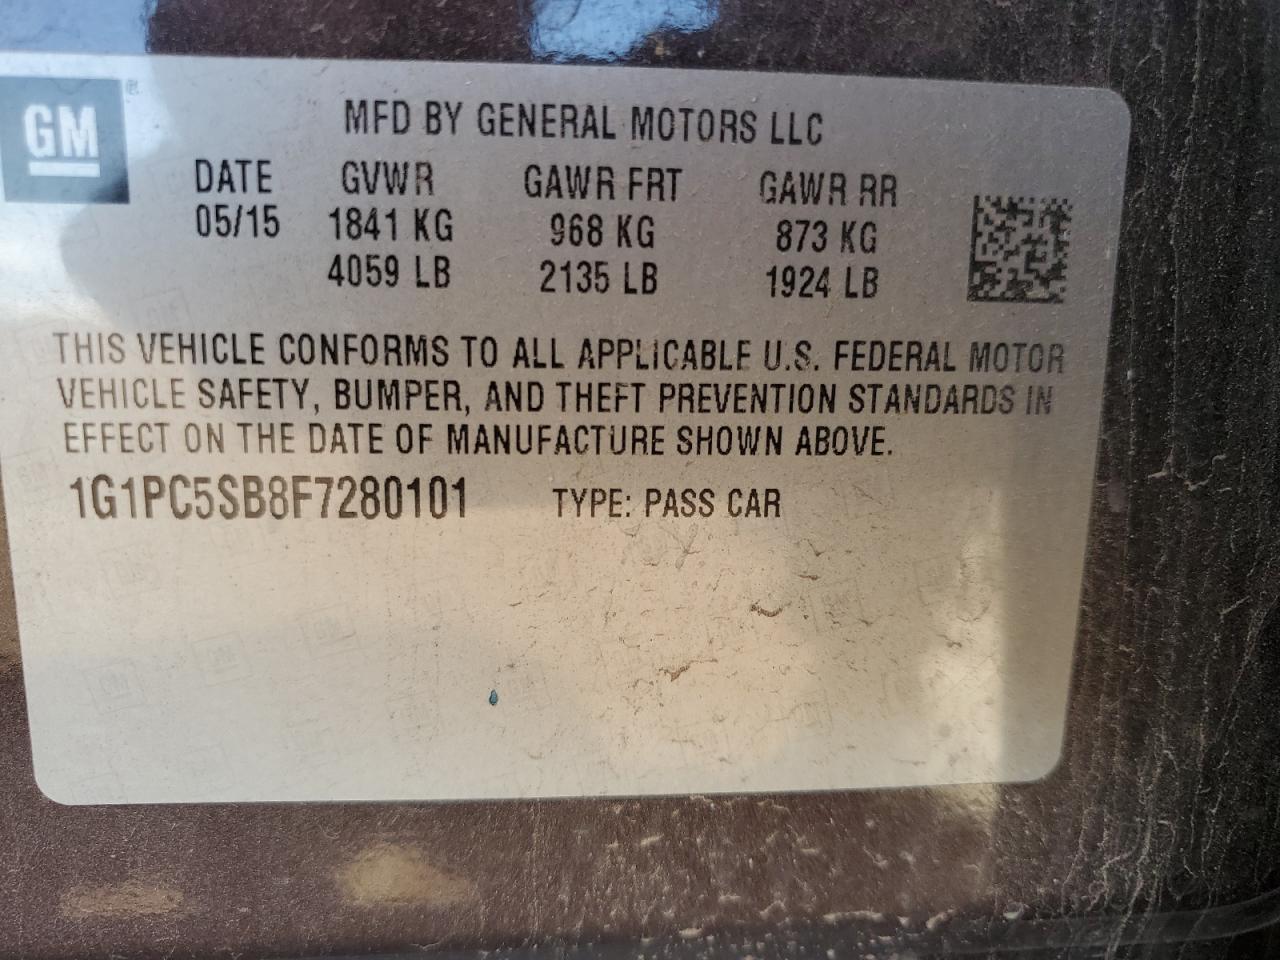 GM ®
MFD BY GENERAL MOTORS LLC
DATE GVWR GAWR FRT GAWR RR
05/15 1841 KG 968 KG 873 KG
4059 LB 2135 LB 1924 LB
THIS VEHICLE CONFORMS TO ALL APPLICABLE U.S. FEDERAL MOTOR
VEHICLE SAFETY, BUMPER, AND THEFT PREVENTION STANDARDS IN
EFFECT ON THE DATE OF MANUFACTURE SHOWN ABOVE.
1G1PC5SB8F7280101 TYPE: PASS CAR